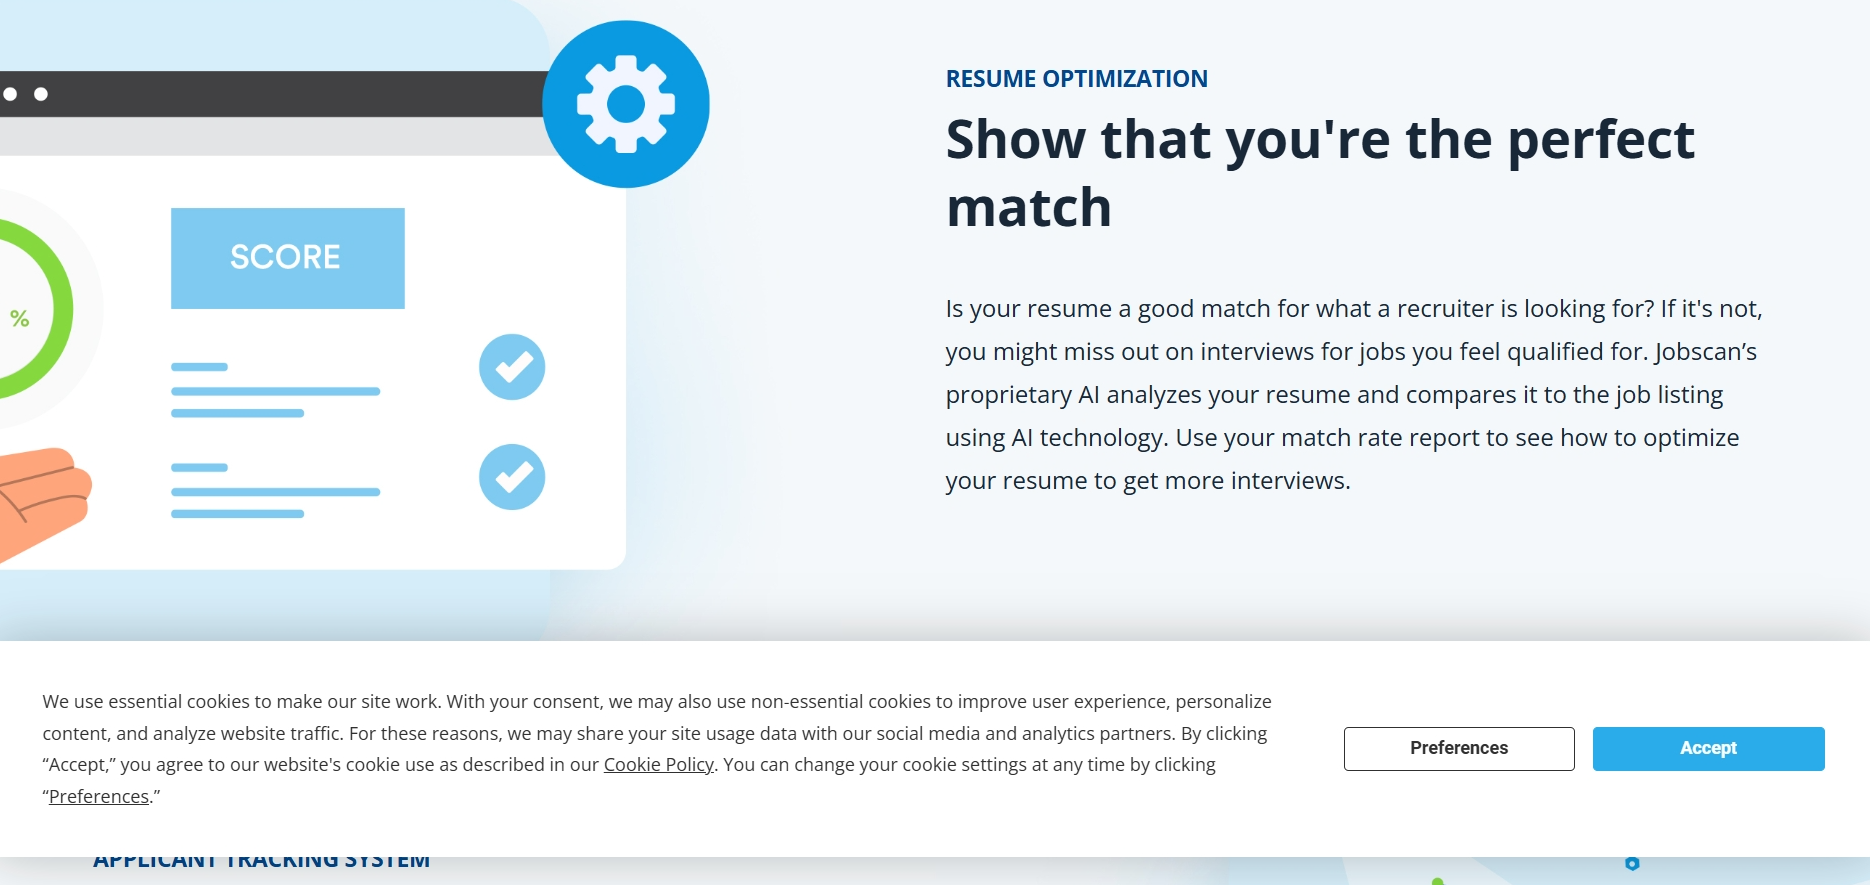 RESUME OPTIMIZATION
Show that you're the perfect
match
Is your resume a good match for what a recruiter is looking for? If it's not,
you might miss out on interviews for jobs you feel qualified for. Jobscan’s
proprietary AI analyzes your resume and compares it to the job listing
using AI technology. Use your match rate report to see how to optimize
your resume to get more interviews.
SCORE
%
We use essential cookies to make our site work. With your consent, we may also use non-essential cookies to improve user experience, personalize
content, and analyze website traffic. For these reasons, we may share your site usage data with our social media and analytics partners. By clicking
“Accept,” you agree to our website's cookie use as described in our Cookie Policy. You can change your cookie settings at any time by clicking
“Preferences.”
Preferences
Accept
APPLICANT TRACKING SYSTEM